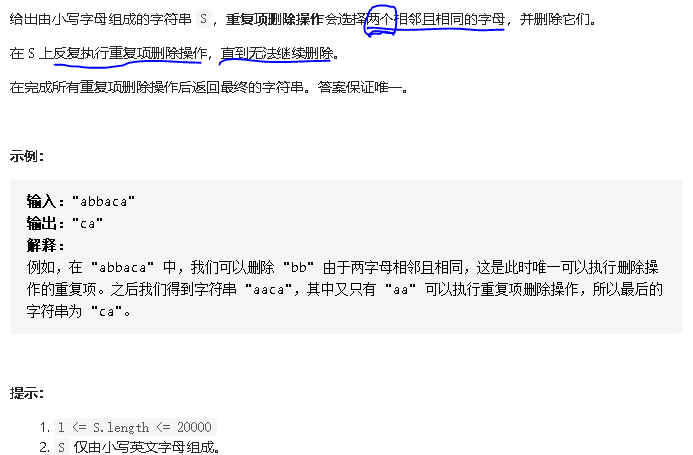 给出由小写字母组成的字符串 S，重复项删除操作会选择两个相邻且相同的字母，并删除它们。
在 S 上反复执行重复项删除操作，直到无法继续删除。
在完成所有重复项删除操作后返回最终的字符串。答案保证唯一。
示例：
输入："abbaca"
输出："ca"
解释：
例如，在 "abbaca" 中，我们可以删除 "bb" 由于两字母相邻且相同，这是此时唯一可以执行删除操
作的重复项。之后我们得到字符串 "aaca"，其中又只有 "aa" 可以执行重复项删除操作，所以最后的
字符串为 "ca"。
提示：
1. 1 <= S.length <= 20000
2. S 仅由小写英文字母组成。